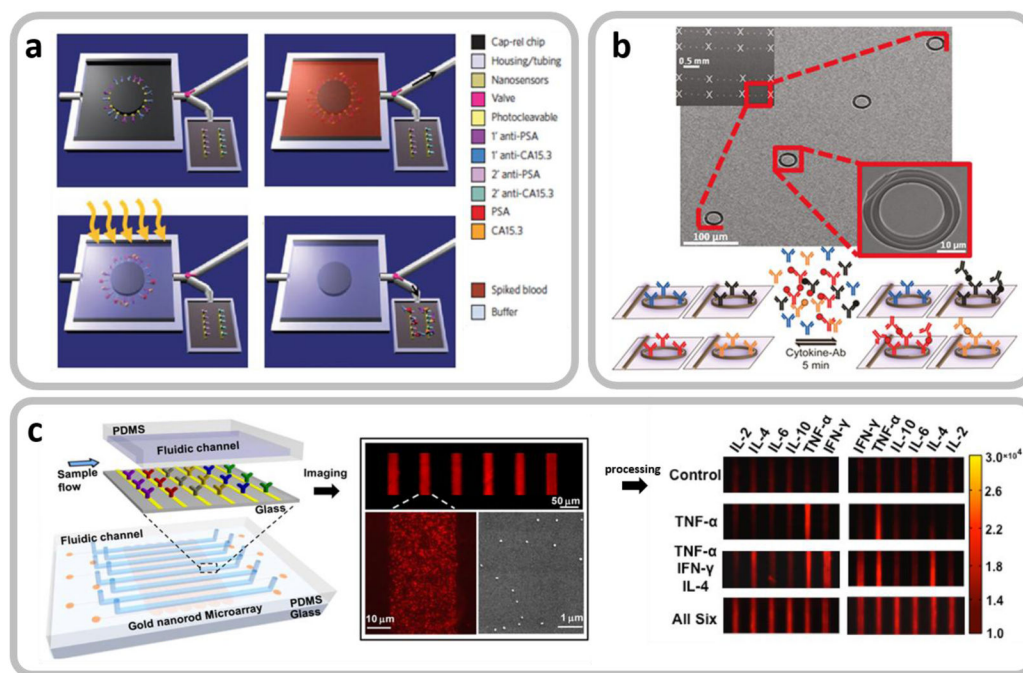 a
Cap-rel chip
Housing/tubing
Nanosensors
Valve
Photocleavable
1' anti-PSA
1' anti-CA15.3
2' anti-PSA
2' anti-CA15.3
PSA
CA15.3
Spiked blood
Buffer
b
0.5 mm
100 μm
10 μm
Cytokine-Ab
5 min
c
PDMS
Fluidic channel
Sample
flow
Glass
Fluidic channel
Gold nanorod Microarray
PDMS
Glass
Imaging
50 μm
10 μm
1 μm
processing
IL-2 IL-4 IL-6 IL-10 TNF-α IFN-γ IFN-γ TNF-α IL-10 IL-6 IL-4 IL-2
Control
TNF-α
TNF-α
IFN-γ
IL-4
All Six
3.0×10⁴
2.6
2.2
1.8
1.4
1.0